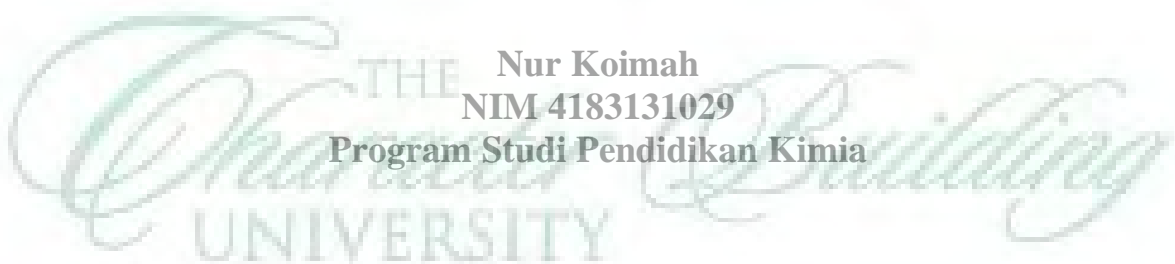 THE
Nur Koimah
NIM 4183131029
Character Building
Program Studi Pendidikan Kimia
UNIVERSITY